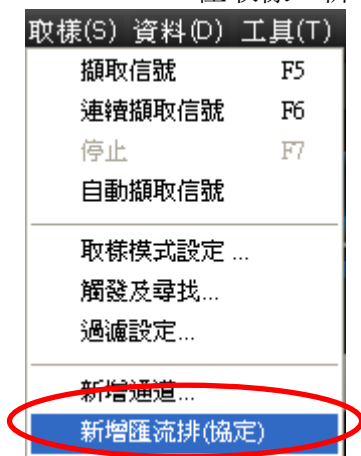 取樣(S) 資料(D) 工具(T)
擷取信號 F5
連續擷取信號 F6
停止 F7
自動擷取信號
取樣模式設定 ...
觸發及尋找...
過濾設定...
新增通道...
新增匯流排(協定)